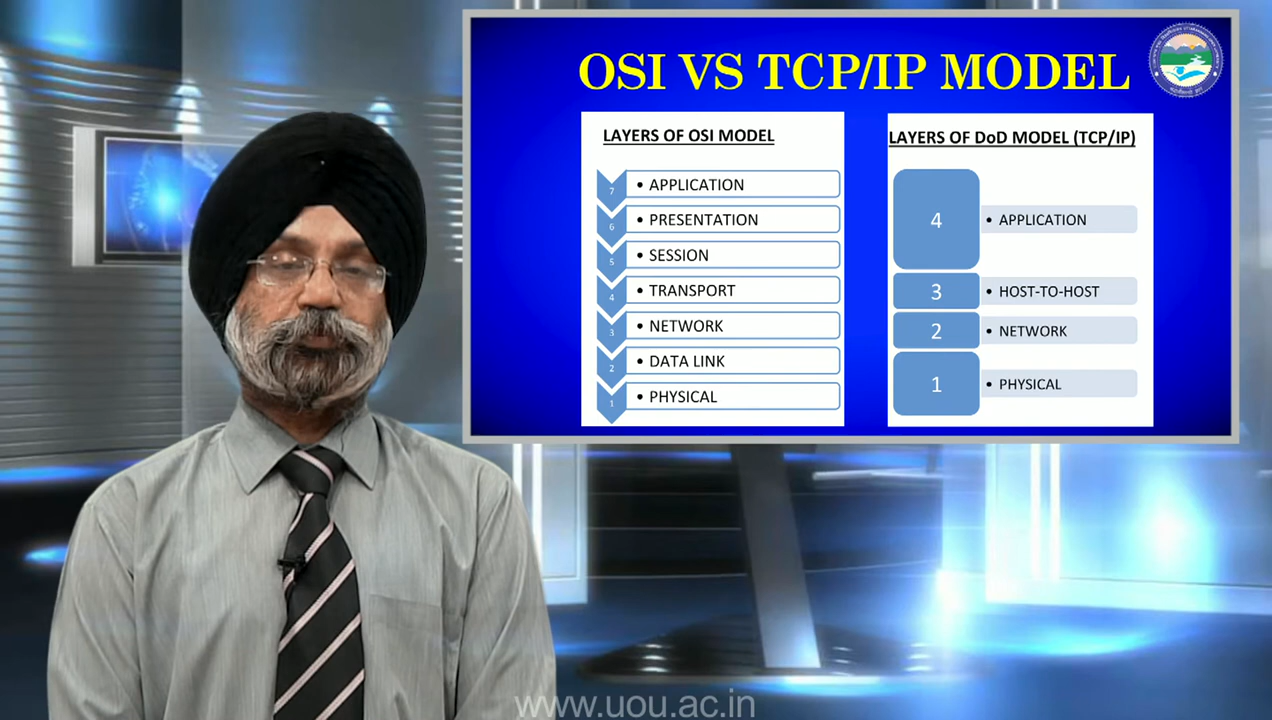 OSI VS TCP/IP MODEL
LAYERS OF OSI MODEL
7 • APPLICATION
6 • PRESENTATION
5 • SESSION
4 • TRANSPORT
3 • NETWORK
2 • DATA LINK
1 • PHYSICAL
LAYERS OF DoD MODEL (TCP/IP)
4 • APPLICATION
3 • HOST-TO-HOST
2 • NETWORK
1 • PHYSICAL
www.uou.ac.in